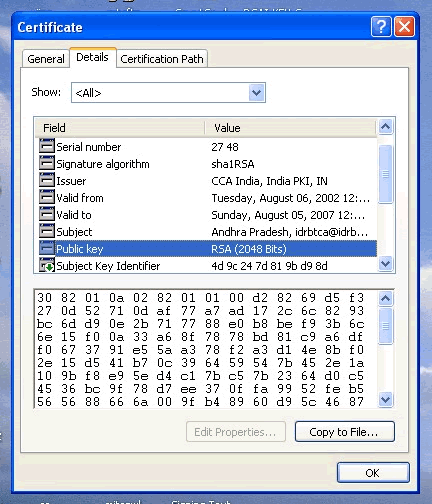 Certificate
General Details Certification Path
Show: <All>
Field Value
Serial number 27 48
Signature algorithm sha1RSA
Issuer CCA India, India PKI, IN
Valid from Tuesday, August 06, 2002 12:...
Valid to Sunday, August 05, 2007 12:...
Subject Andhra Pradesh, idrbtca@idrb...
Public key RSA (2048 Bits)
Subject Key Identifier 4d 9c 24 7d 81 9b d9 8d
30 82 01 0a 02 82 01 01 00 d2 82 69 d5 f3
27 0d 52 71 0d af 77 a7 ad 17 2c 6c 82 93
bc 6d d9 0e 2b 71 77 88 e0 b8 be f9 3b 6c
6e 15 f0 0a 33 a6 8f 78 78 bd 81 c9 a6 df
f0 67 37 91 e5 5a a3 78 f2 a3 d1 4e 8b f0
2e 15 d5 41 b7 0c 39 64 59 54 7b 45 2e 1a
10 9b f8 e9 5e d4 c1 7b c5 7b 23 64 d0 c5
45 36 bc 9f 78 d7 ee 37 0f fa 99 52 fe b5
56 56 88 66 6a 00 9f b4 89 60 d9 5c 46 87
Edit Properties... Copy to File...
OK